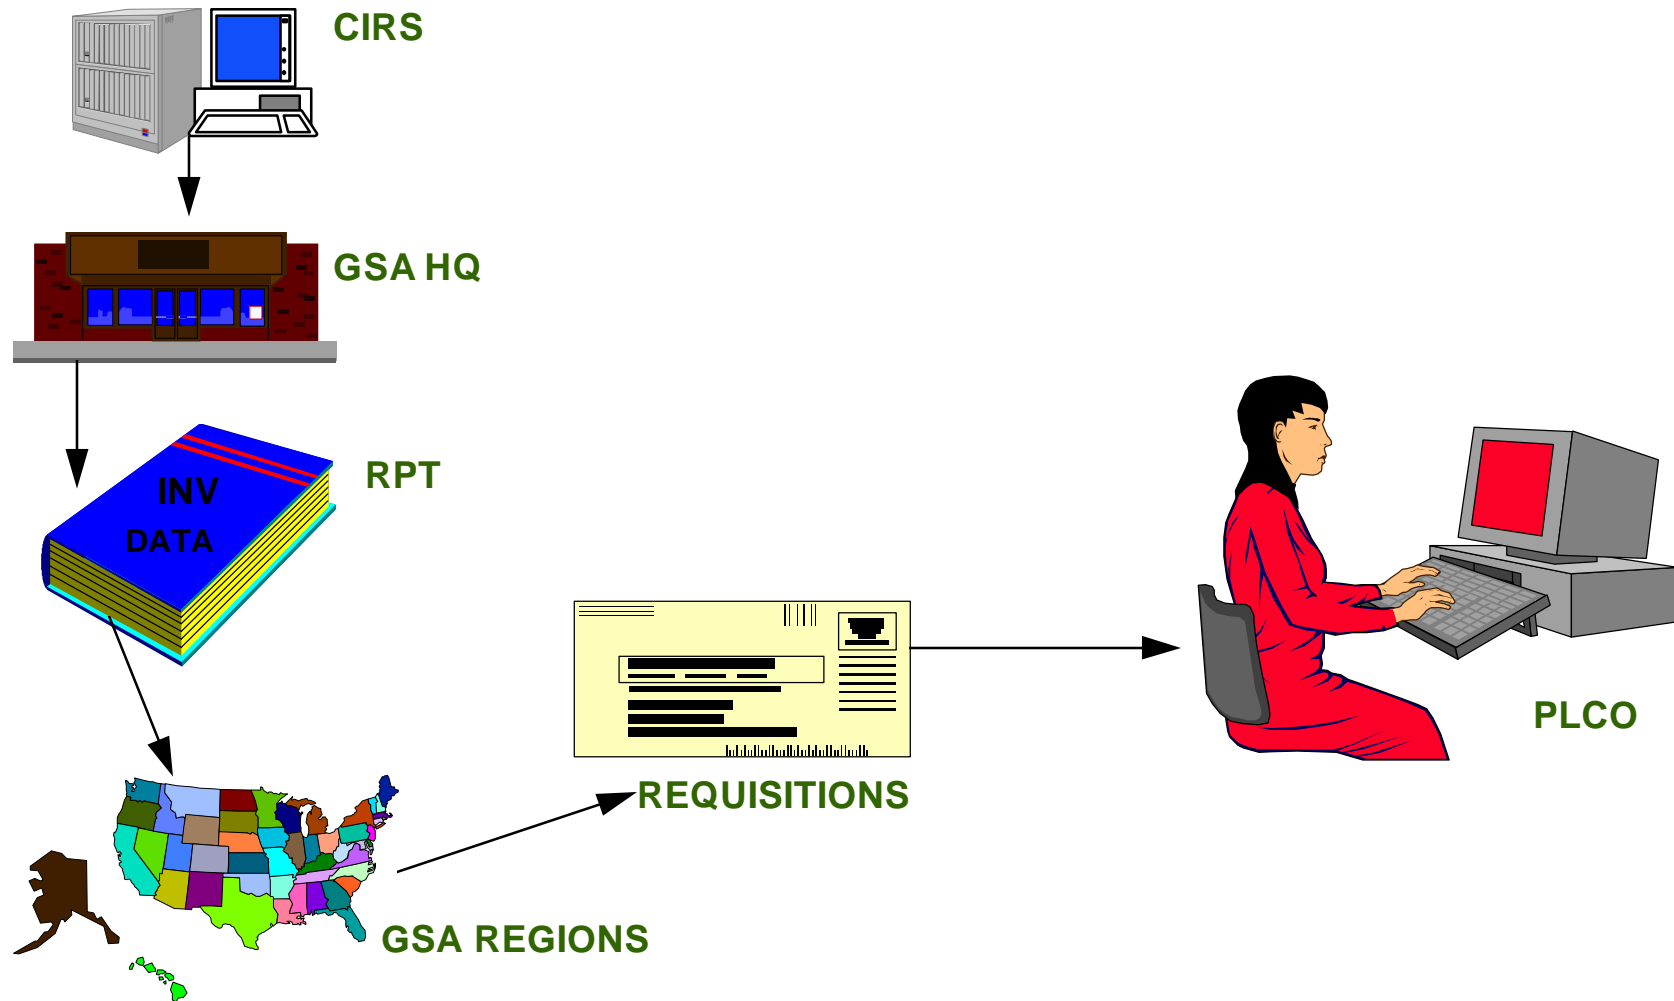 CIRS
GSA HQ
RPT
INV
DATA
REQUISITIONS
PLCO
GSA REGIONS